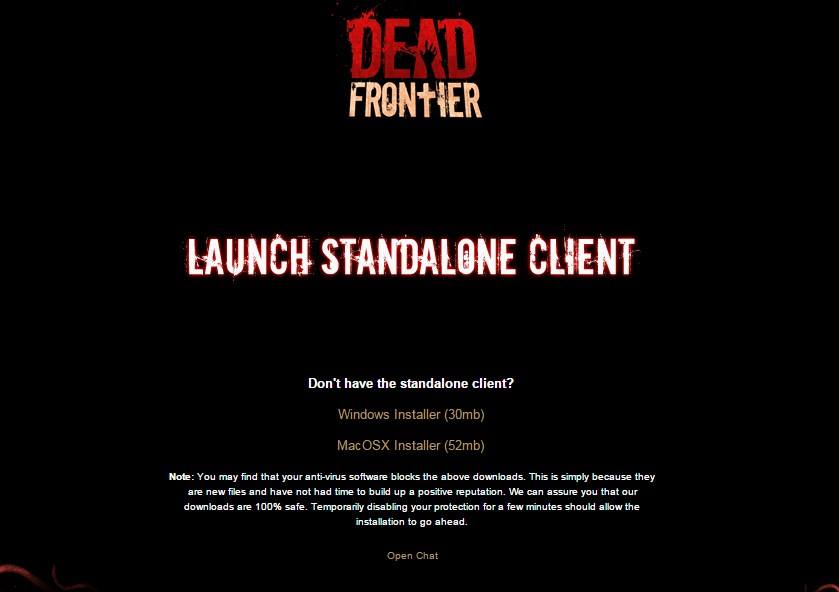 DEAD
FRONTIER
LAUNCH STANDALONE CLIENT
Don't have the standalone client?
Windows Installer (30mb)
MacOSX Installer (52mb)
Note: You may find that your anti-virus software blocks the above downloads. This is simply because they
are new files and have not had time to build up a positive reputation. We can assure you that our
downloads are 100% safe. Temporarily disabling your protection for a few minutes should allow the
installation to go ahead.
Open Chat